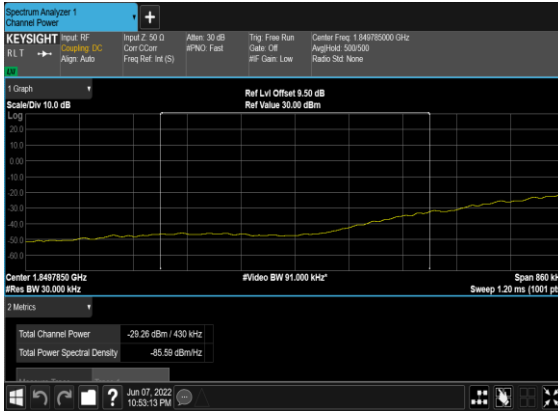 Spectrum Analyzer 1
Channel Power
+
KEYSIGHT Input: RF Input Z: 50 Ω Atten: 30 dB Trig: Free Run Center Freq: 1.849785000 GHz
RLT Coupling: DC Corr CCorr #PNO: Fast Gate: Off Avg|Hold: 500/500
Align: Auto Freq Ref: Int (S) #IF Gain: Low Radio Std: None
1 Graph
Ref Lvl Offset 9.50 dB
Scale/Div 10.0 dB Ref Value 30.00 dBm
Log
20.0
10.0
0.00
-10.0
-20.0
-30.0
-40.0
-50.0
-60.0
Center 1.8497850 GHz #Video BW 91.000 kHz* Span 860 kH
#Res BW 30.000 kHz Sweep 1.20 ms (1001 pt
2 Metrics
Total Channel Power -29.26 dBm / 430 kHz
Total Power Spectral Density -85.59 dBm/Hz
?
Jun 07, 2022
10:53:13 PM